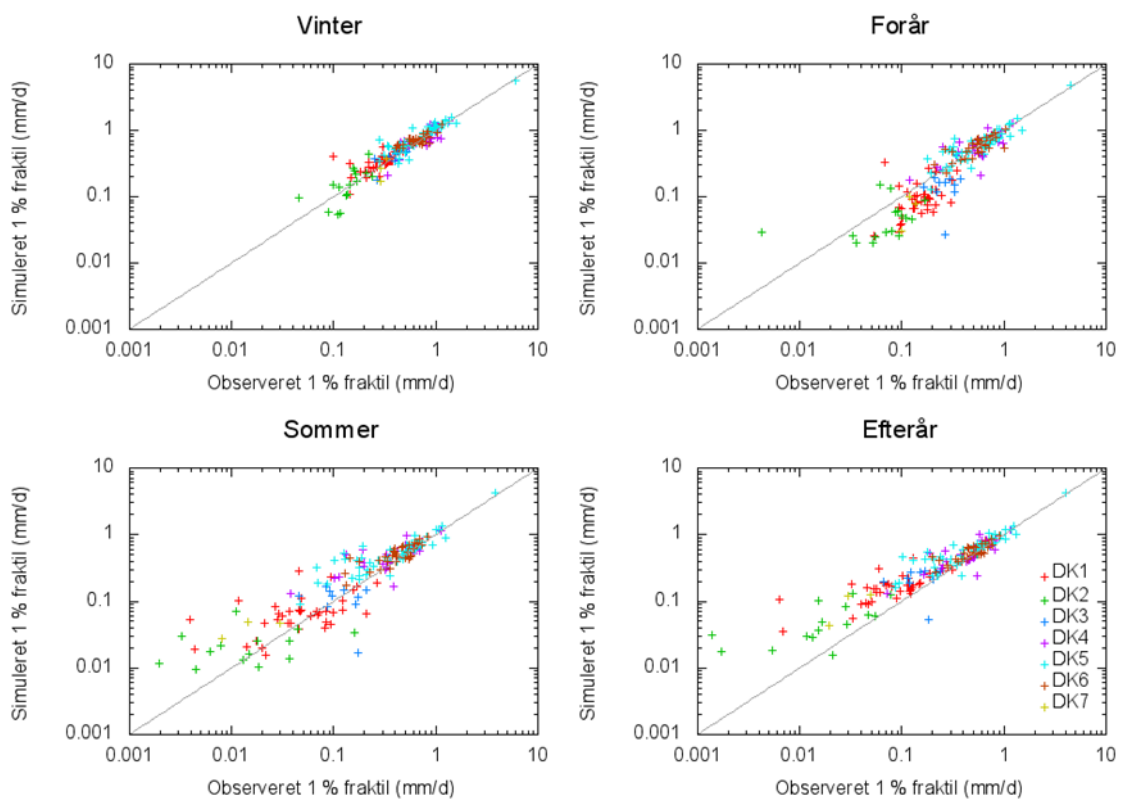 Vinter
Simuleret 1 % fraktil (mm/d)
10
1
0.1
0.01
0.001
0.001 0.01 0.1 1 10
Observeret 1 % fraktil (mm/d)
Forår
Simuleret 1 % fraktil (mm/d)
10
1
0.1
0.01
0.001
0.001 0.01 0.1 1 10
Observeret 1 % fraktil (mm/d)
Sommer
Simuleret 1 % fraktil (mm/d)
10
1
0.1
0.01
0.001
0.001 0.01 0.1 1 10
Observeret 1 % fraktil (mm/d)
Efterår
Simuleret 1 % fraktil (mm/d)
10
1
0.1
0.01
0.001
0.001 0.01 0.1 1 10
Observeret 1 % fraktil (mm/d)
DK1
DK2
DK3
DK4
DK5
DK6
DK7